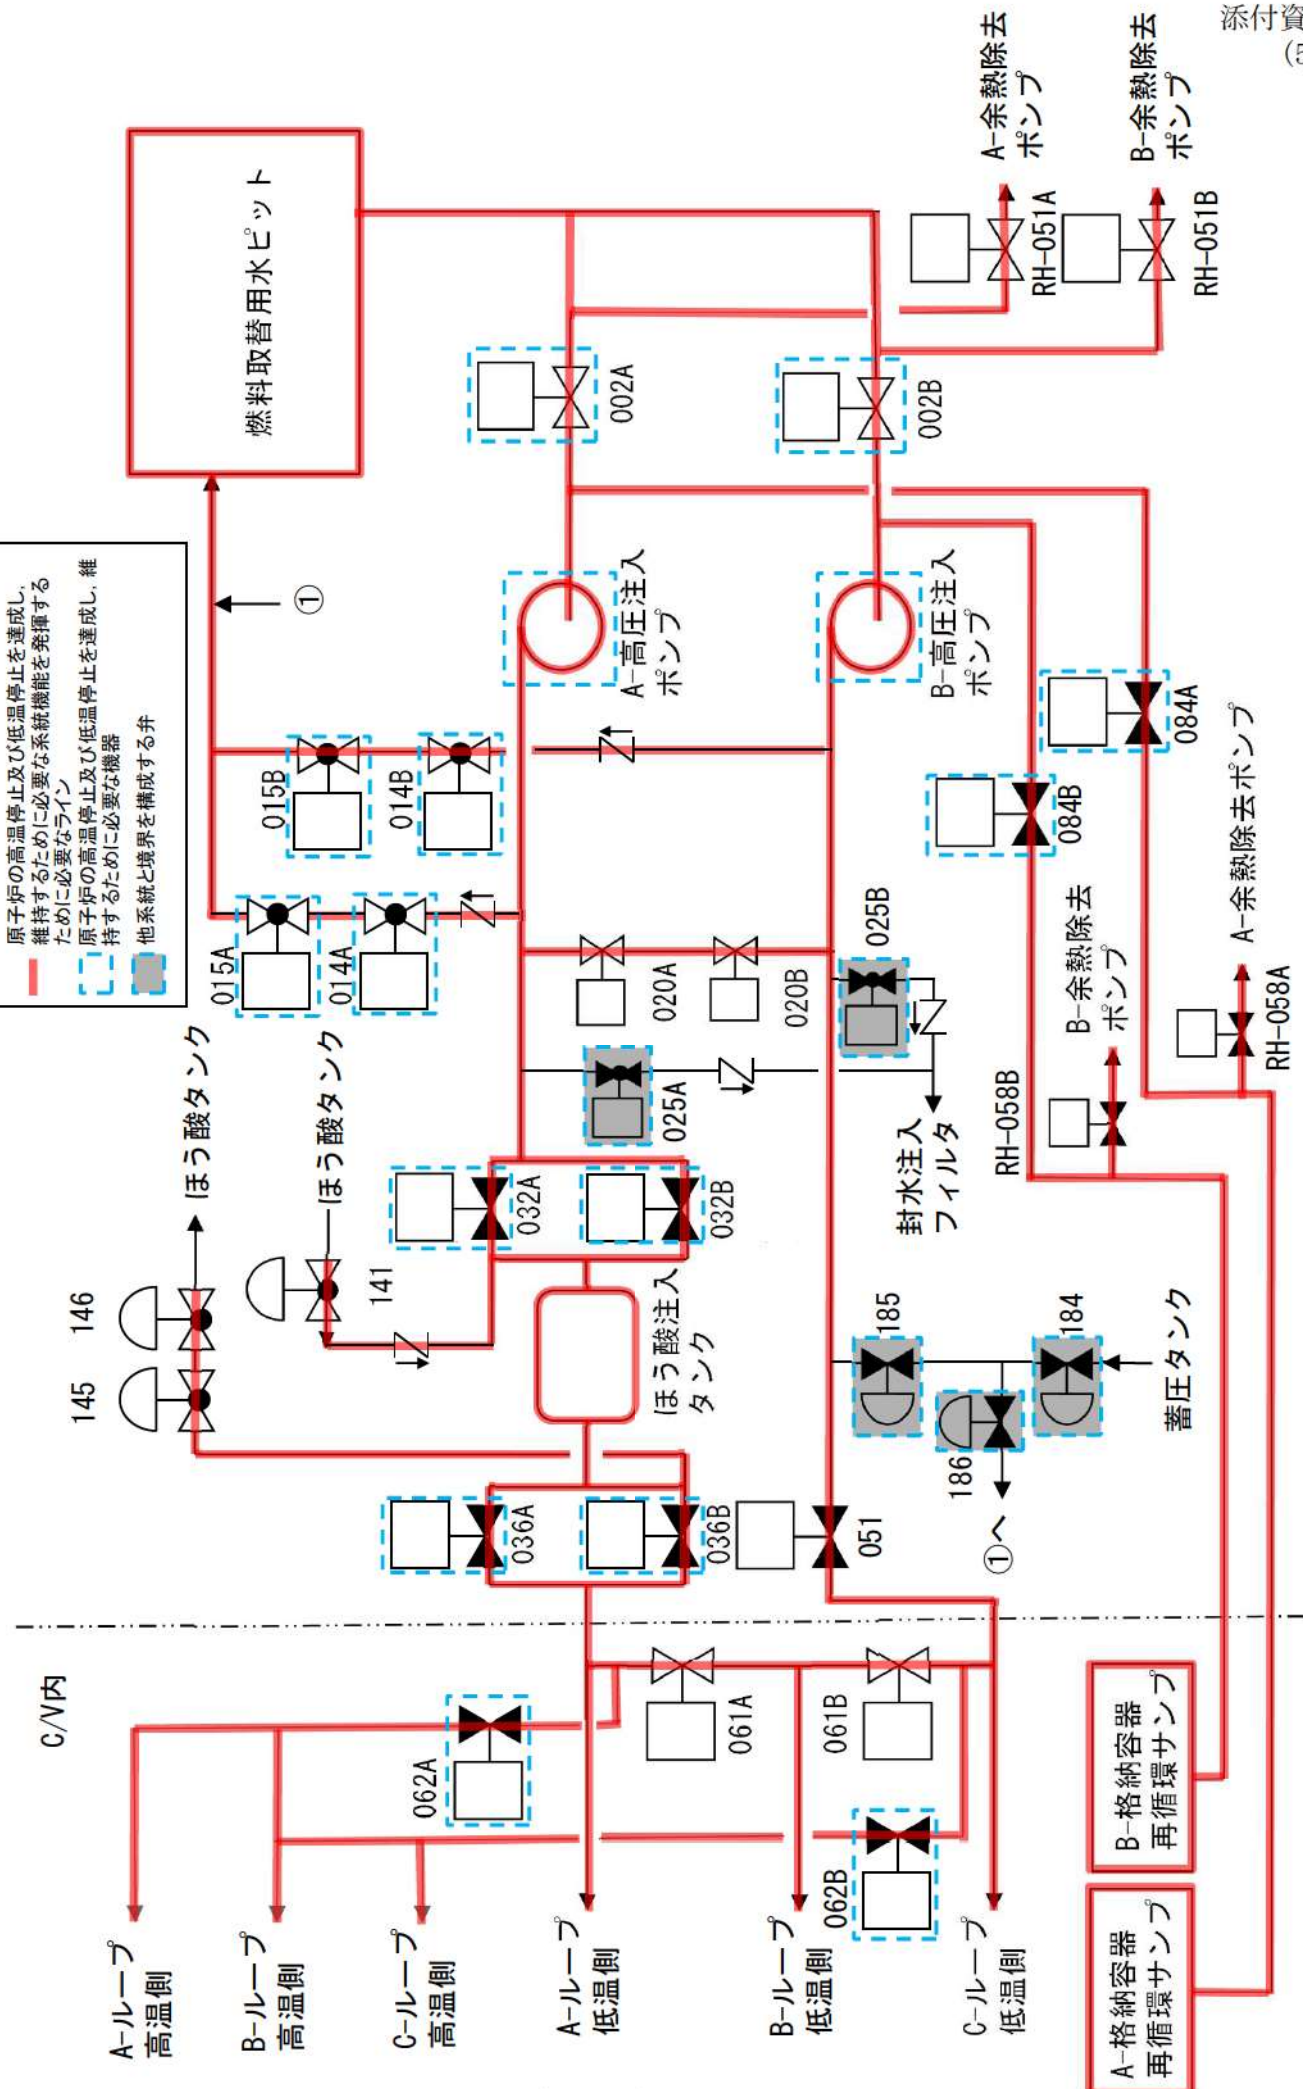 添付資
(5
原子炉の高温停止及び低温停止を達成し,
維持するために必要な系統機能を発揮する
ために必要なライン
原子炉の高温停止及び低温停止を達成し, 維
持するために必要な機器
他系統と境界を構成する弁
C/V内
燃料取替用水ピット
①
015B
014B
015A
014A
ほう酸タンク
ほう酸タンク
146
145
141
002A
002B
A-余熱除去
ポンプ
B-余熱除去
ポンプ
RH-051A
RH-051B
A-高圧注入
ポンプ
B-高圧注入
ポンプ
084A
084B
020A
020B
025A
025B
封水注入
フィルタ
B-余熱除去
ポンプ
RH-058B
A-余熱除去ポンプ
RH-058A
032A
032B
ほう酸注入
タンク
036A
036B
051
185
184
186
蓄圧タンク
①へ
061A
061B
062A
062B
A-ループ
高温側
B-ループ
高温側
C-ループ
高温側
A-ループ
低温側
B-ループ
低温側
C-ループ
低温側
B-格納容器
再循環サンプ
A-格納容器
再循環サンプ